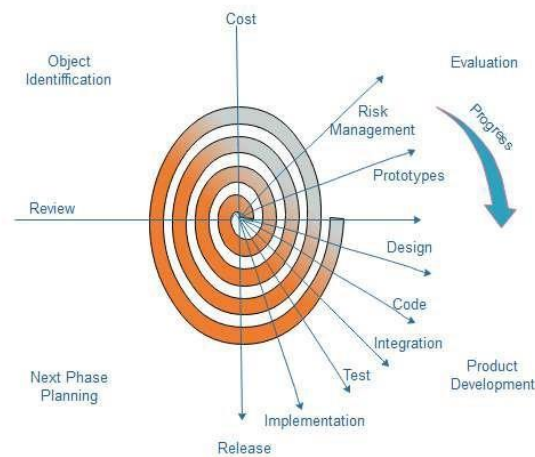 Cost
Object
Identiffication
Evaluation
Risk
Management
Progress
Prototypes
Review
Design
Code
Integration
Test
Next Phase
Planning
Product
Development
Implementation
Release